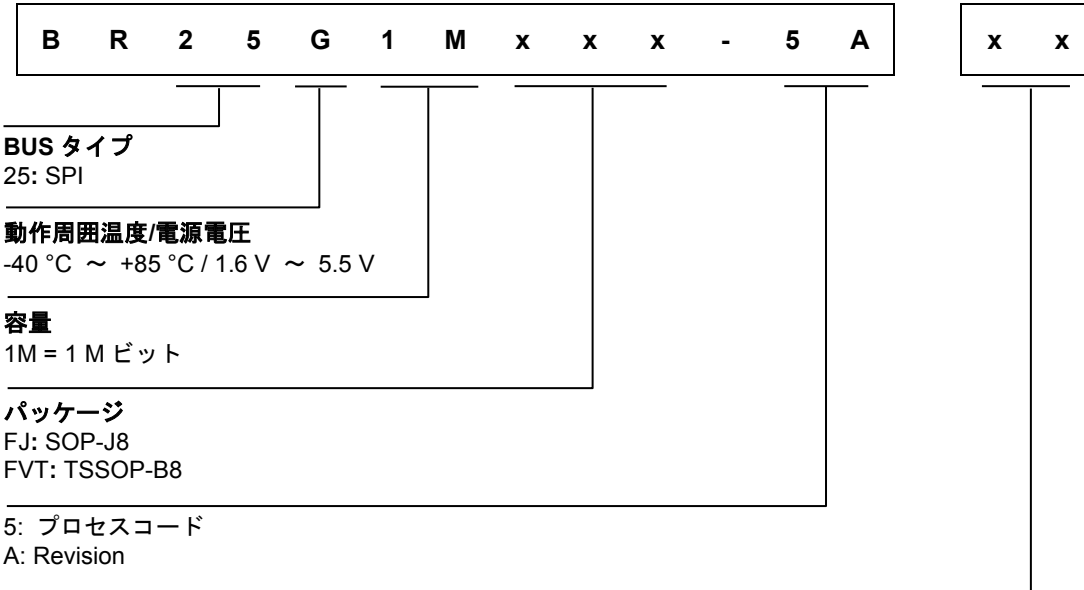 B R 2 5 G 1 M x x x - 5 A x x
BUS タイプ
25: SPI
動作周囲温度/電源電圧
-40 °C ～ +85 °C / 1.6 V ～ 5.5 V
容量
1M = 1 M ビット
パッケージ
FJ: SOP-J8
FVT: TSSOP-B8
5: プロセスコード
A: Revision